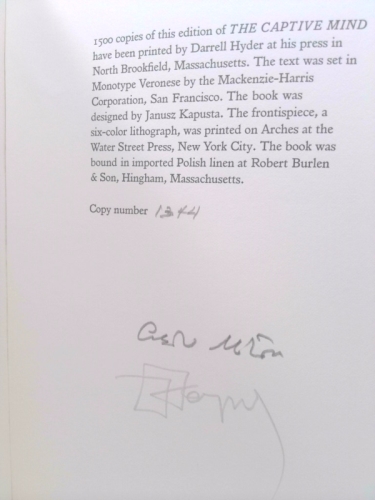 1500 copies of this edition of THE CAPTIVE MIND
have been printed by Darrell Hyder at his press in
North Brookfield, Massachusetts. The text was set in
Monotype Veronese by the Mackenzie-Harris
Corporation, San Francisco. The book was
designed by Janusz Kapusta. The frontispiece, a
six-color lithograph, was printed on Arches at the
Water Street Press, New York City. The book was
bound in imported Polish linen at Robert Burlen
& Son, Hingham, Massachusetts.
Copy number 1344